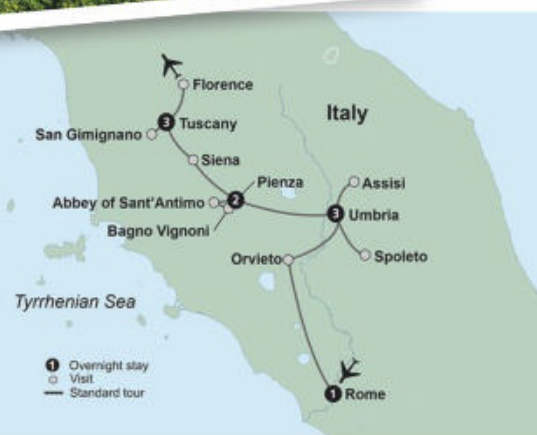 Florence
Italy
3 Tuscany
San Gimignano
Siena
Pienza
Assisi
Abbey of Sant'Antimo
2
3
Umbria
Bagno Vignoni
Orvieto
Spoleto
Tyrrhenian Sea
1 Overnight stay
Visit
Standard tour
1 Rome